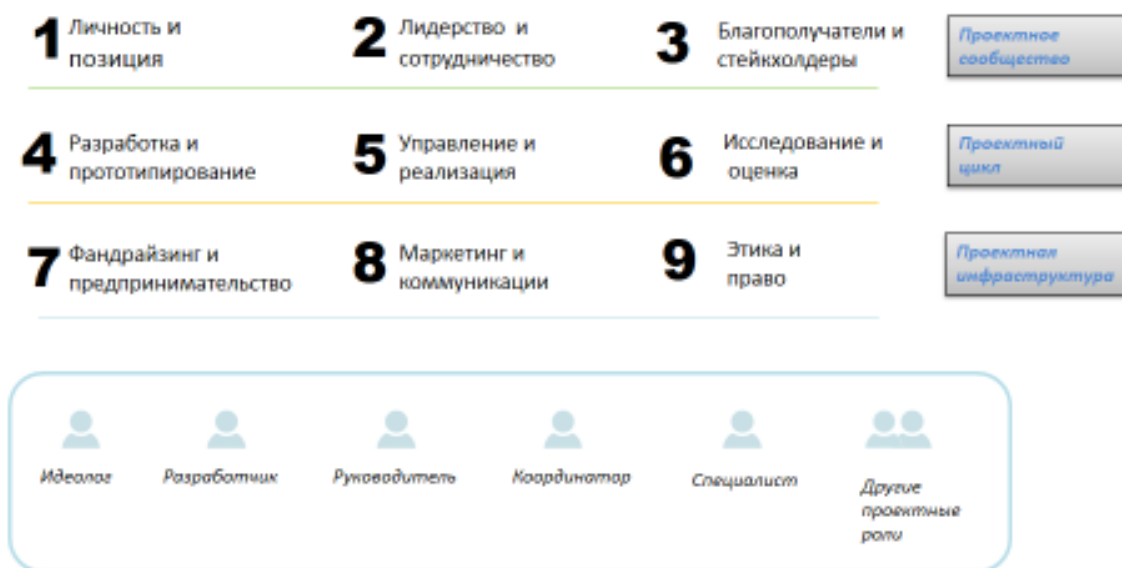 1 Личность и
позиция
2 Лидерство и
сотрудничество
3 Благополучатели и
стейкхолдеры
Проектное
сообщество
4 Разработка и
прототипирование
5 Управление и
реализация
6 Исследование и
оценка
Проектный
цикл
7 Фандрайзинг и
предпринимательство
8 Маркетинг и
коммуникации
9 Этика и
право
Проектная
инфраструктура
Идеолог
Разработчик
Руководитель
Координатор
Специалист
Другие
проектные
роли